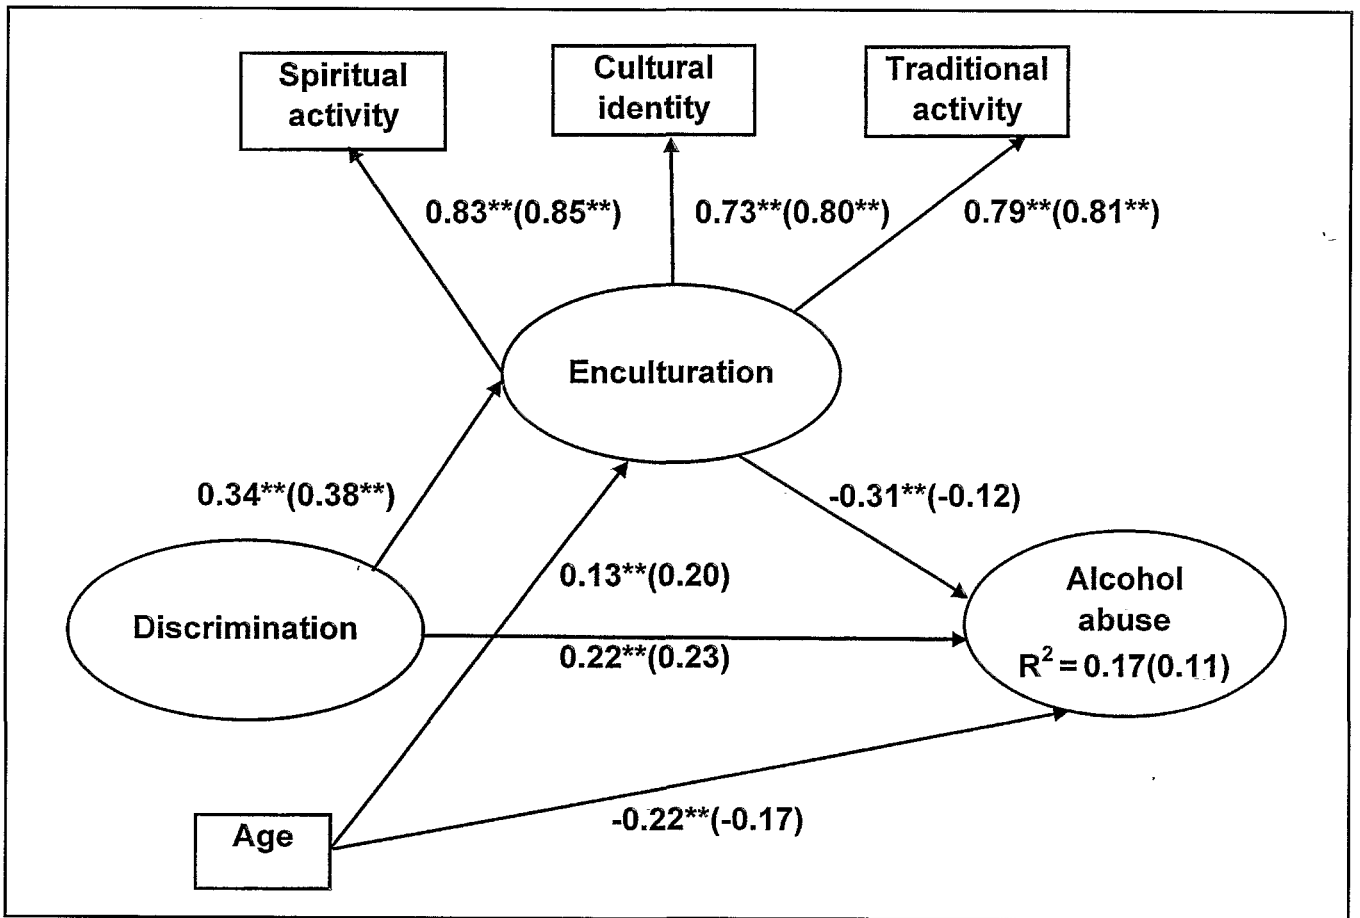 Spiritual
activity
Cultural
identity
Traditional
activity
0.83**(0.85**)
0.73**(0.80**)
0.79**(0.81**)
Enculturation
0.34**(0.38**)
-0.31**(-0.12)
0.13**(0.20)
Discrimination
0.22**(0.23)
Alcohol
abuse
R² = 0.17(0.11)
-0.22**(-0.17)
Age